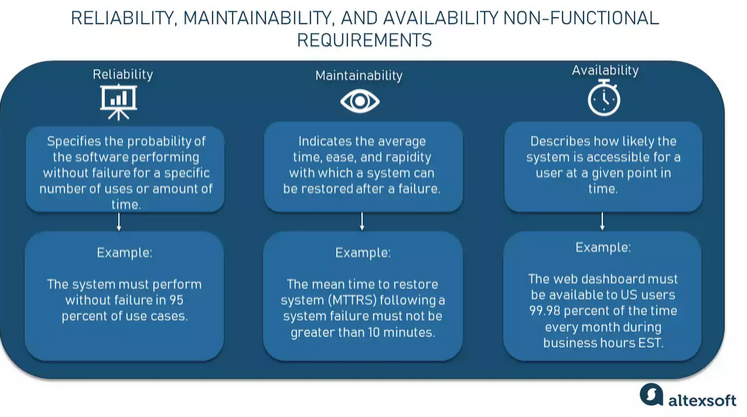 RELIABILITY, MAINTAINABILITY, AND AVAILABILITY NON-FUNCTIONAL
REQUIREMENTS
Reliability
Specifies the probability of
the software performing
without failure for a specific
number of uses or amount of
time.
Example:
The system must perform
without failure in 95
percent of use cases.
Maintainability
Indicates the average
time, ease, and rapidity
with which a system can
be restored after a failure.
Example:
The mean time to restore
system (MTTRS) following a
system failure must not be
greater than 10 minutes.
Availability
Describes how likely the
system is accessible for a
user at a given point in
time.
Example:
The web dashboard must
be available to US users
99.98 percent of the time
every month during
business hours EST.
altexsoft